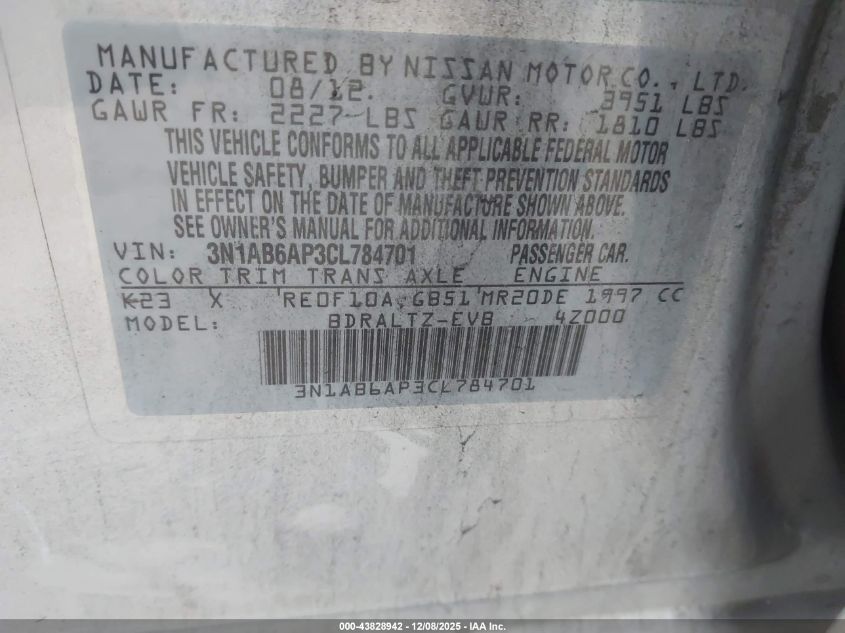 MANUFACTURED BY NISSAN MOTOR CO., LTD.
DATE: 08/12. GVWR: 3951 LBS
GAWR FR: 2227 LBS GAWR RR: 1810 LBS
THIS VEHICLE CONFORMS TO ALL APPLICABLE FEDERAL MOTOR
VEHICLE SAFETY, BUMPER AND THEFT PREVENTION STANDARDS
IN EFFECT ON THE DATE OF MANUFACTURE SHOWN ABOVE.
SEE OWNER'S MANUAL FOR ADDITIONAL INFORMATION.
VIN: 3N1AB6AP3CL784701 PASSENGER CAR.
COLOR TRIM TRANS AXLE ENGINE
K23 X RE0F10A GB51 MR20DE 1997 CC
MODEL: BDRALTZ-EVB 4Z000
3N1AB6AP3CL784701
000-43828942 - 12/08/2025 - IAA Inc.